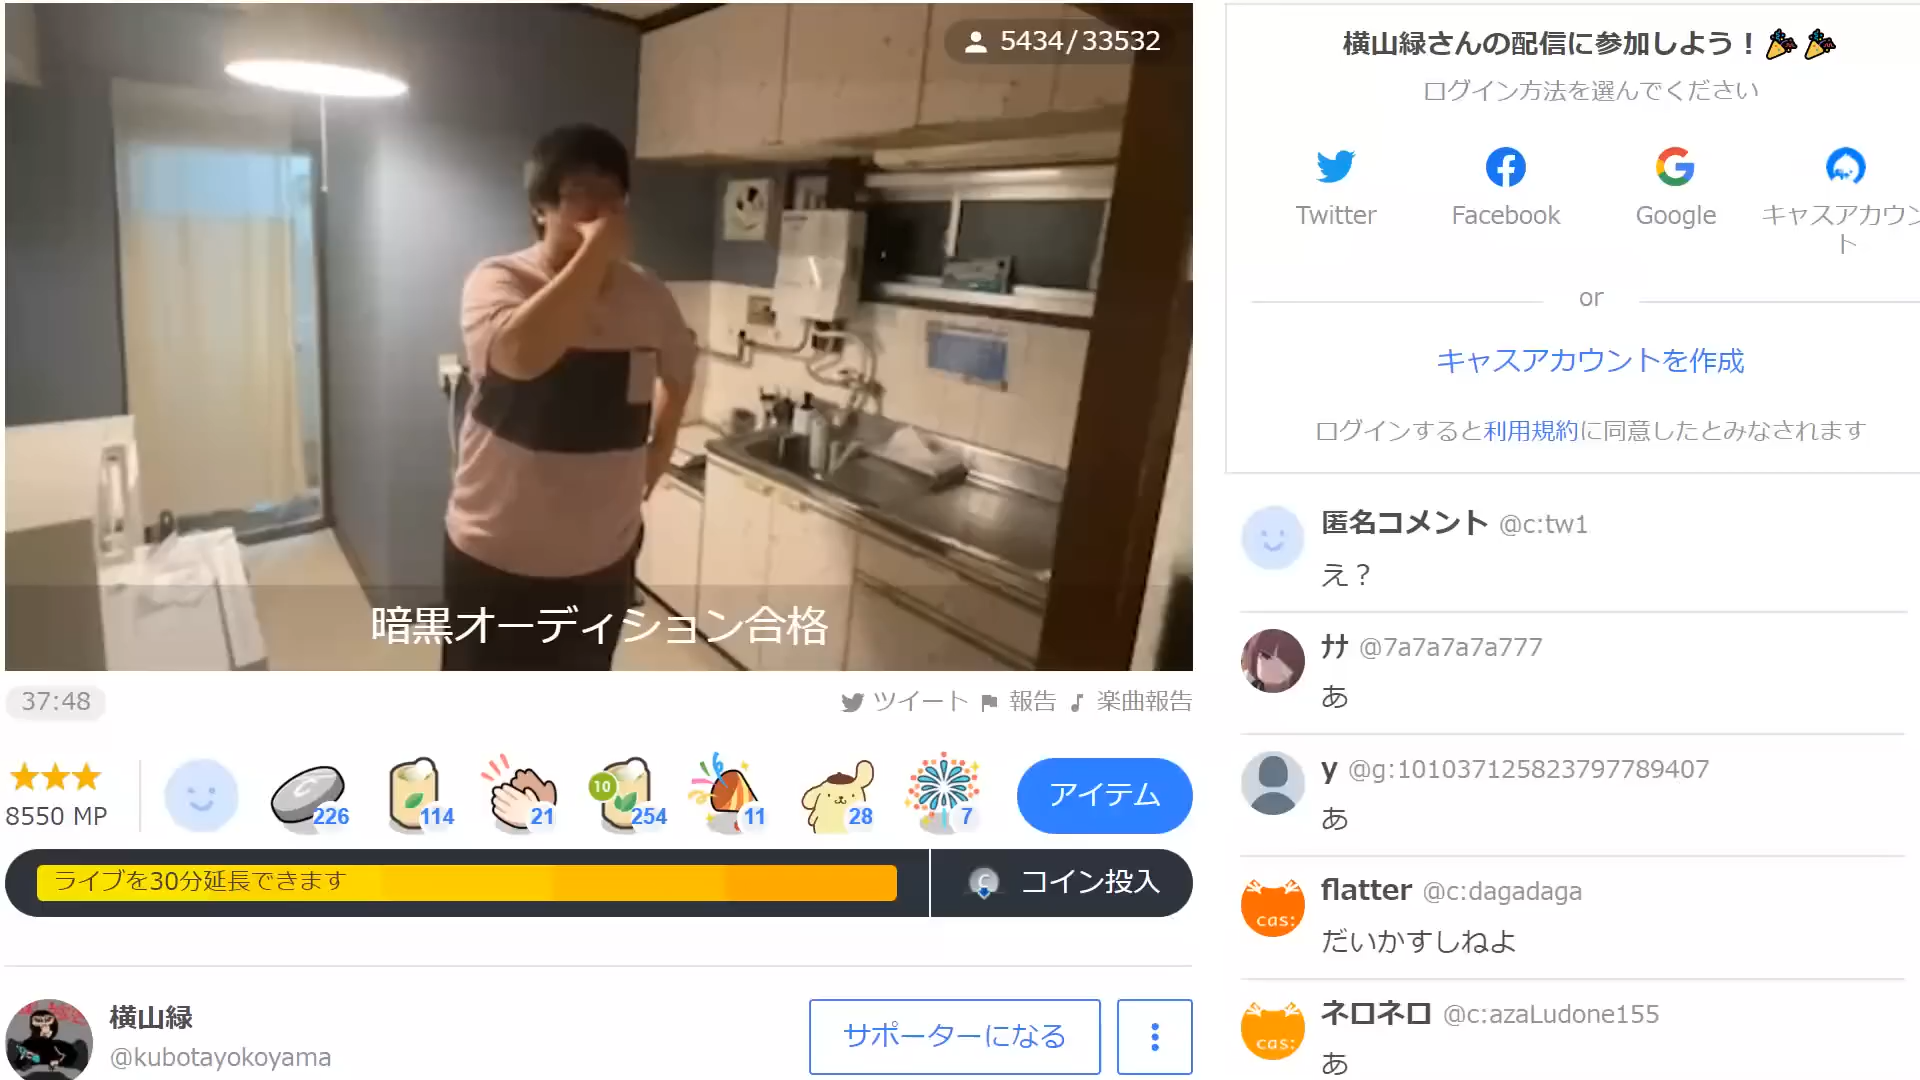 5434/33532
暗黒オーディション合格
37:48
ツイート 報告 楽曲報告
8550 MP
226
114
21
10
254
11
28
7
アイテム
ライブを30分延長できます
C
コイン投入
横山緑
@kubotayokoyama
サポーターになる
横山緑さんの配信に参加しよう！
ログイン方法を選んでください
Twitter
Facebook
Google
キャスアカウン
ト
or
キャスアカウントを作成
ログインすると利用規約に同意したとみなされます
匿名コメント @c:tw1
え？
@7a7a7a7a777
あ
y @g:101037125823797789407
あ
cas:
flatter @c:dagadaga
だいかすしねよ
cas:
ネロネロ @c:azaLudone155
あ